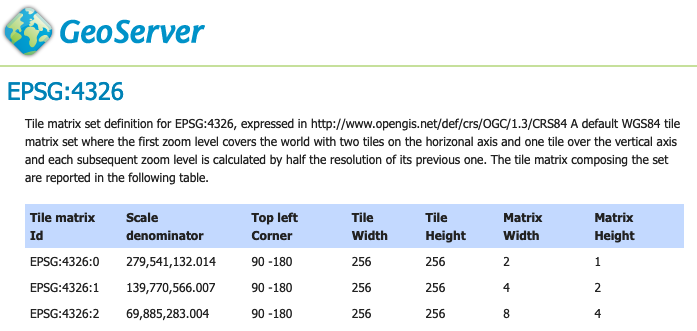 GeoServer
EPSG:4326
Tile matrix set definition for EPSG:4326, expressed in http://www.opengis.net/def/crs/OGC/1.3/CRS84 A default WGS84 tile
matrix set where the first zoom level covers the world with two tiles on the horizonal axis and one tile over the vertical axis
and each subsequent zoom level is calculated by half the resolution of its previous one. The tile matrix composing the set
are reported in the following table.
Tile matrix Id Scale denominator Top left Corner Tile Width Tile Height Matrix Width Matrix Height
EPSG:4326:0 279,541,132.014 90 -180 256 256 2 1
EPSG:4326:1 139,770,566.007 90 -180 256 256 4 2
EPSG:4326:2 69,885,283.004 90 -180 256 256 8 4